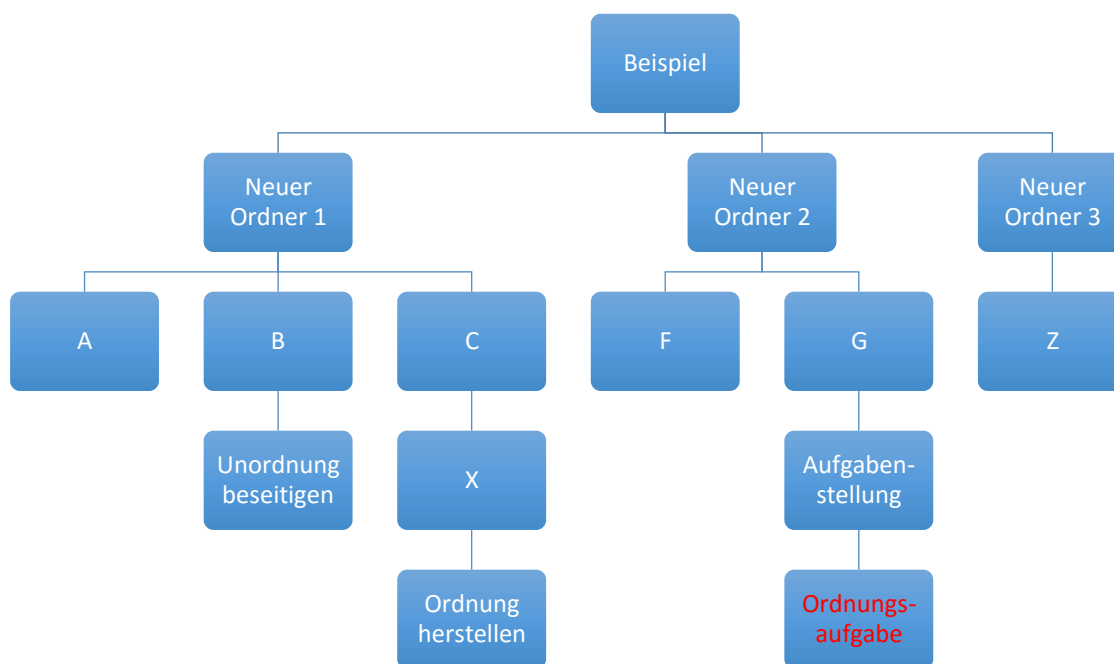 Beispiel
Neuer
Ordner 1
Neuer
Ordner 2
Neuer
Ordner 3
A
B
C
F
G
Z
Unordnung
beseitigen
X
Aufgaben-
stellung
Ordnung
herstellen
Ordnungs-
aufgabe